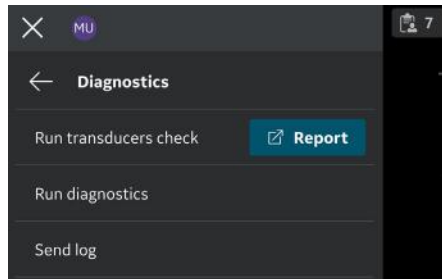 MU
7
Diagnostics
Run transducers check
Report
Run diagnostics
Send log